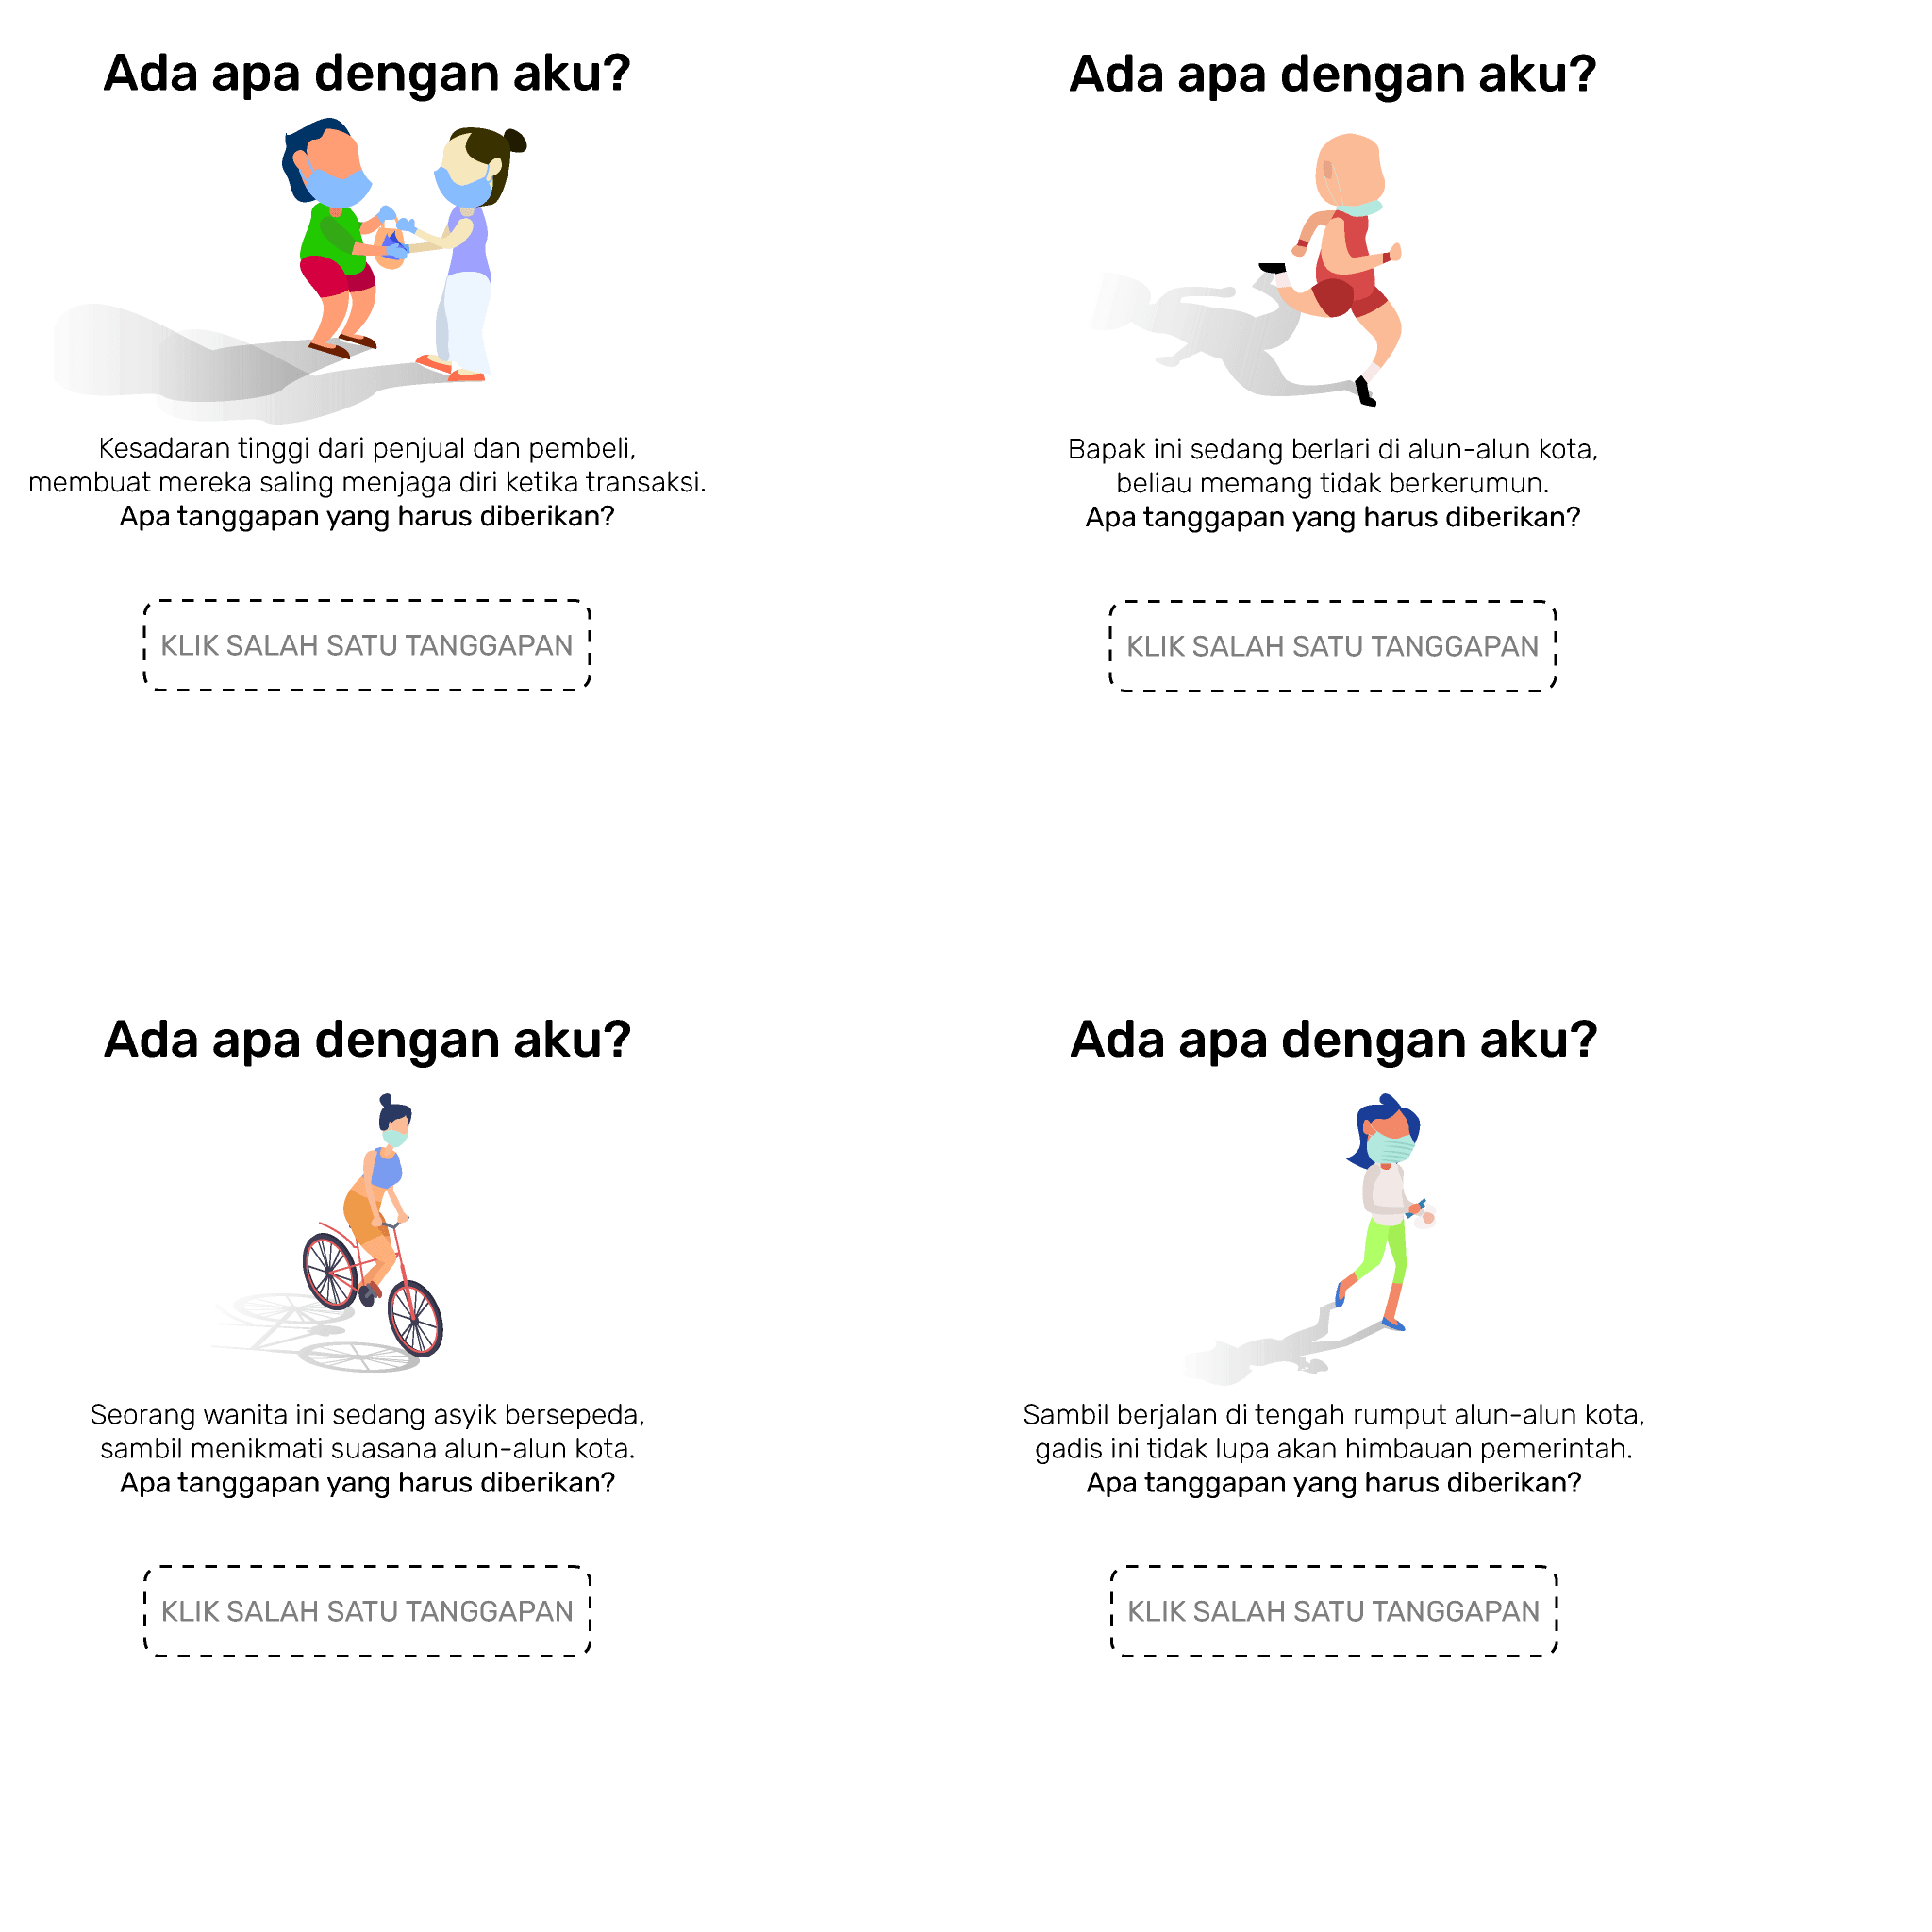 Ada apa dengan aku?
Kesadaran tinggi dari penjual dan pembeli,
membuat mereka saling menjaga diri ketika transaksi.
Apa tanggapan yang harus diberikan?
KLIK SALAH SATU TANGGAPAN
Ada apa dengan aku?
Bapak ini sedang berlari di alun-alun kota,
beliau memang tidak berkerumun.
Apa tanggapan yang harus diberikan?
KLIK SALAH SATU TANGGAPAN
Ada apa dengan aku?
Seorang wanita ini sedang asyik bersepeda,
sambil menikmati suasana alun-alun kota.
Apa tanggapan yang harus diberikan?
KLIK SALAH SATU TANGGAPAN
Ada apa dengan aku?
Sambil berjalan di tengah rumput alun-alun kota,
gadis ini tidak lupa akan himbauan pemerintah.
Apa tanggapan yang harus diberikan?
KLIK SALAH SATU TANGGAPAN